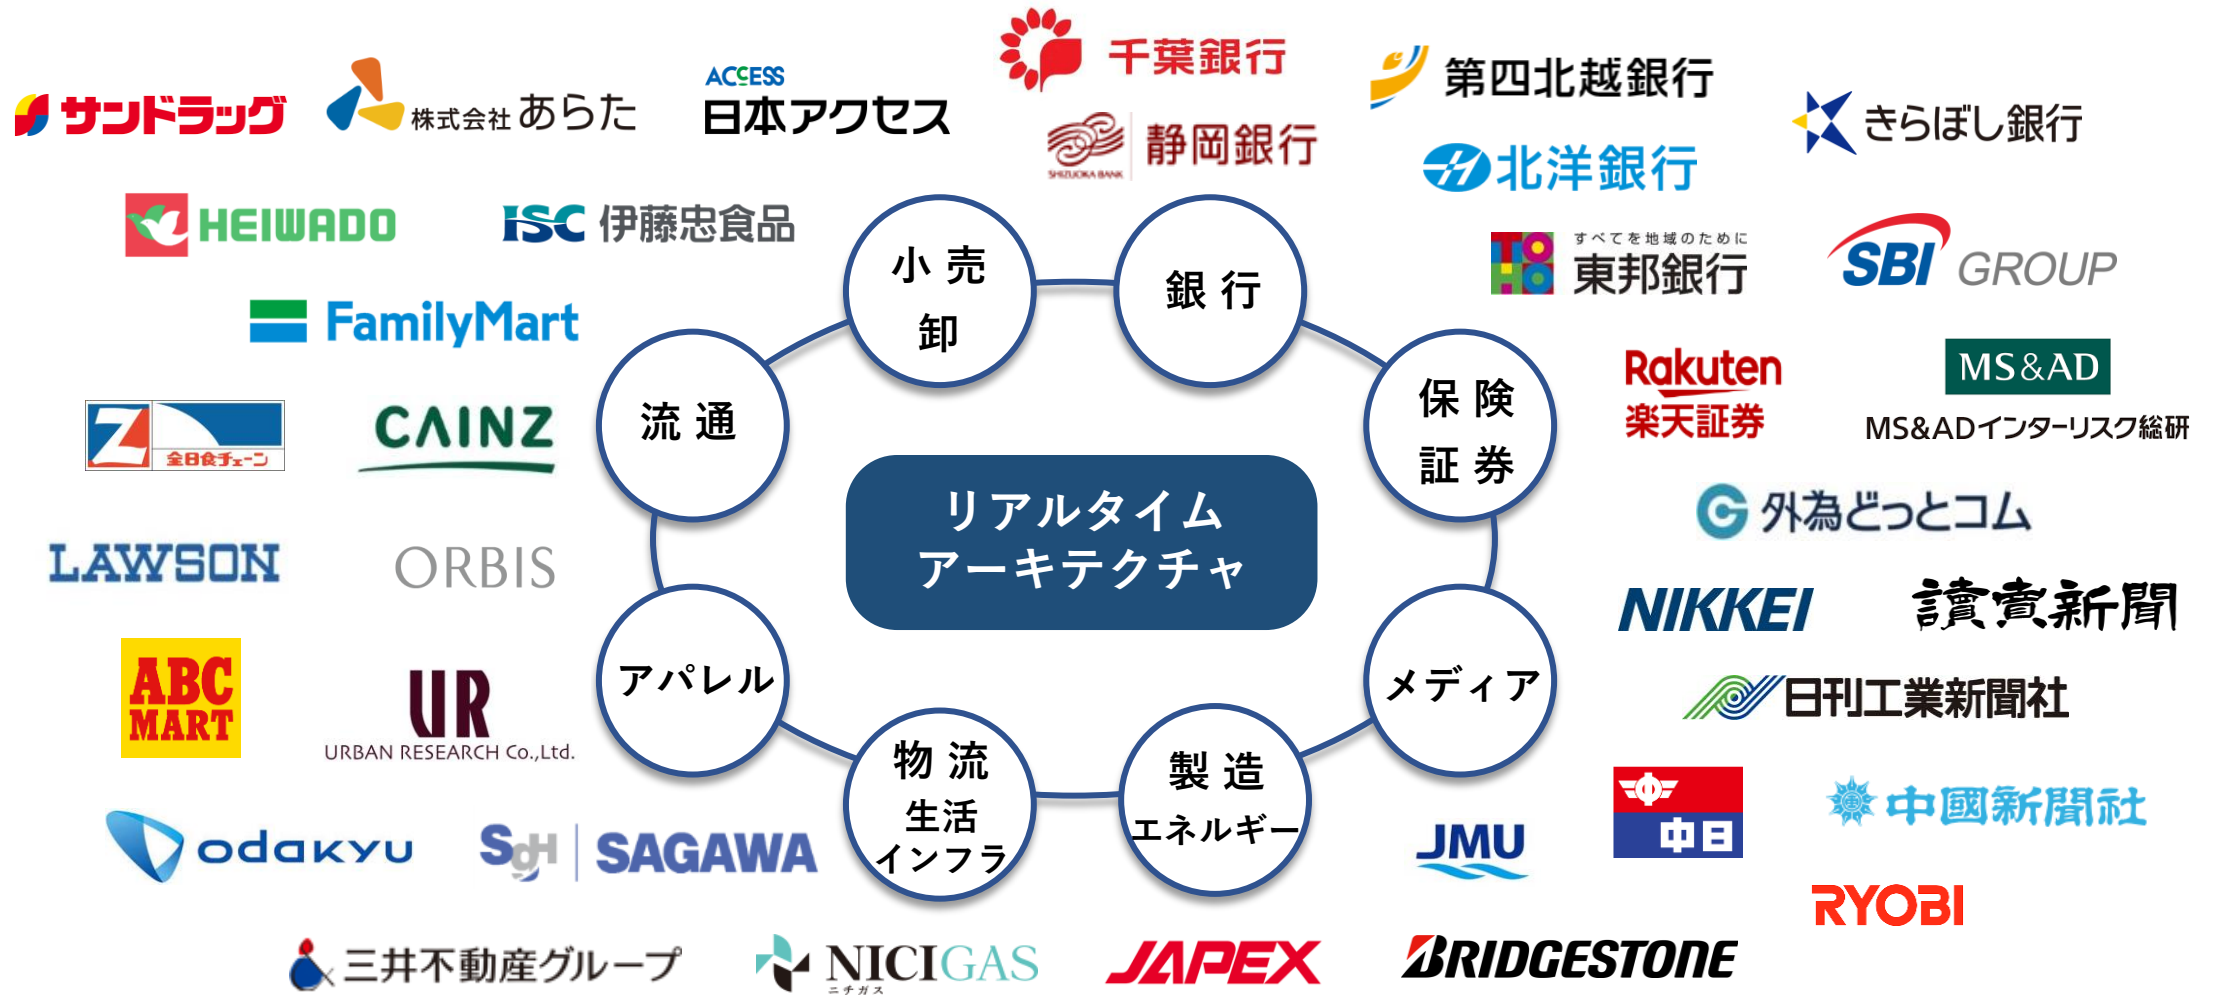 サンドラッグ
株式会社あらた
ACCESS
日本アクセス
千葉銀行
第四北越銀行
きらぼし銀行
静岡銀行
SHIZUOKA BANK
北洋銀行
HEIWADO
ISC 伊藤忠食品
小売
卸
銀行
TOHO
すべてを地域のために
東邦銀行
SBI GROUP
FamilyMart
流通
保険
証券
Rakuten
楽天証券
MS&AD
MS&ADインターリスク総研
Z
全日食チェーン
CAINZ
リアルタイム
アーキテクチャ
外為どっとコム
LAWSON
ORBIS
NIKKEI
讀賣新聞
ABC
MART
UR
URBAN RESEARCH Co.,Ltd.
アパレル
メディア
日刊工業新聞社
物流
生活
インフラ
製造
エネルギー
中
中日
中國新聞社
odakyu
SGH SAGAWA
JMU
RYOBI
三井不動産グループ
NICIGAS
ニチガス
JAPEX
BRIDGESTONE